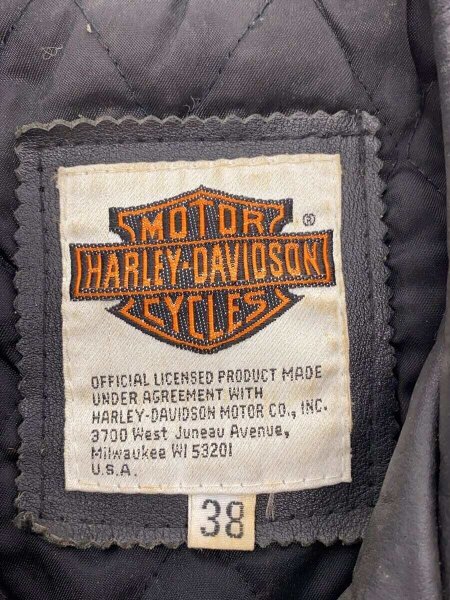 MOTOR
®
HARLEY-DAVIDSON
CYCLES
OFFICIAL LICENSED PRODUCT MADE
UNDER AGREEMENT WITH
HARLEY-DAVIDSON MOTOR CO., INC.
3700 West Juneau Avenue,
Milwaukee WI 53201
U.S.A.
38